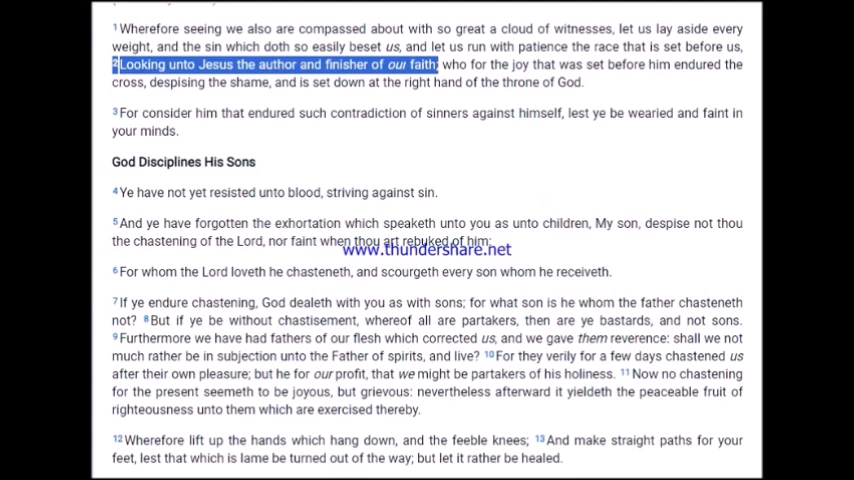 1Wherefore seeing we also are compassed about with so great a cloud of witnesses, let us lay aside every
weight, and the sin which doth so easily beset us, and let us run with patience the race that is set before us,
2Looking unto Jesus the author and finisher of our faith; who for the joy that was set before him endured the
cross, despising the shame, and is set down at the right hand of the throne of God.
3For consider him that endured such contradiction of sinners against himself, lest ye be wearied and faint in
your minds.
God Disciplines His Sons
4Ye have not yet resisted unto blood, striving against sin.
5And ye have forgotten the exhortation which speaketh unto you as unto children, My son, despise not thou
the chastening of the Lord, nor faint when thou art rebuked of him:
www.thundershare.net
6For whom the Lord loveth he chasteneth, and scourgeth every son whom he receiveth.
7If ye endure chastening, God dealeth with you as with sons; for what son is he whom the father chasteneth
not? 8But if ye be without chastisement, whereof all are partakers, then are ye bastards, and not sons.
9Furthermore we have had fathers of our flesh which corrected us, and we gave them reverence: shall we not
much rather be in subjection unto the Father of spirits, and live? 10For they verily for a few days chastened us
after their own pleasure; but he for our profit, that we might be partakers of his holiness. 11Now no chastening
for the present seemeth to be joyous, but grievous: nevertheless afterward it yieldeth the peaceable fruit of
righteousness unto them which are exercised thereby.
12Wherefore lift up the hands which hang down, and the feeble knees; 13And make straight paths for your
feet, lest that which is lame be turned out of the way; but let it rather be healed.